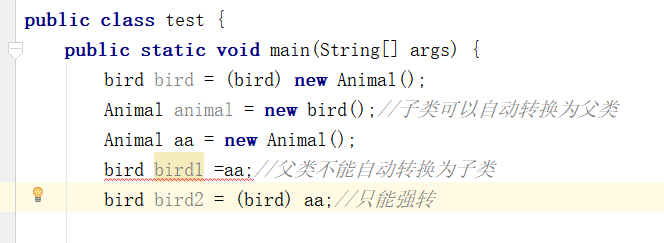 public class test {
public static void main(String[] args) {
bird bird = (bird) new Animal();
Animal animal = new bird();//子类可以自动转换为父类
Animal aa = new Animal();
bird bird1 =aa;//父类不能自动转换为子类
bird bird2 = (bird) aa;//只能强转